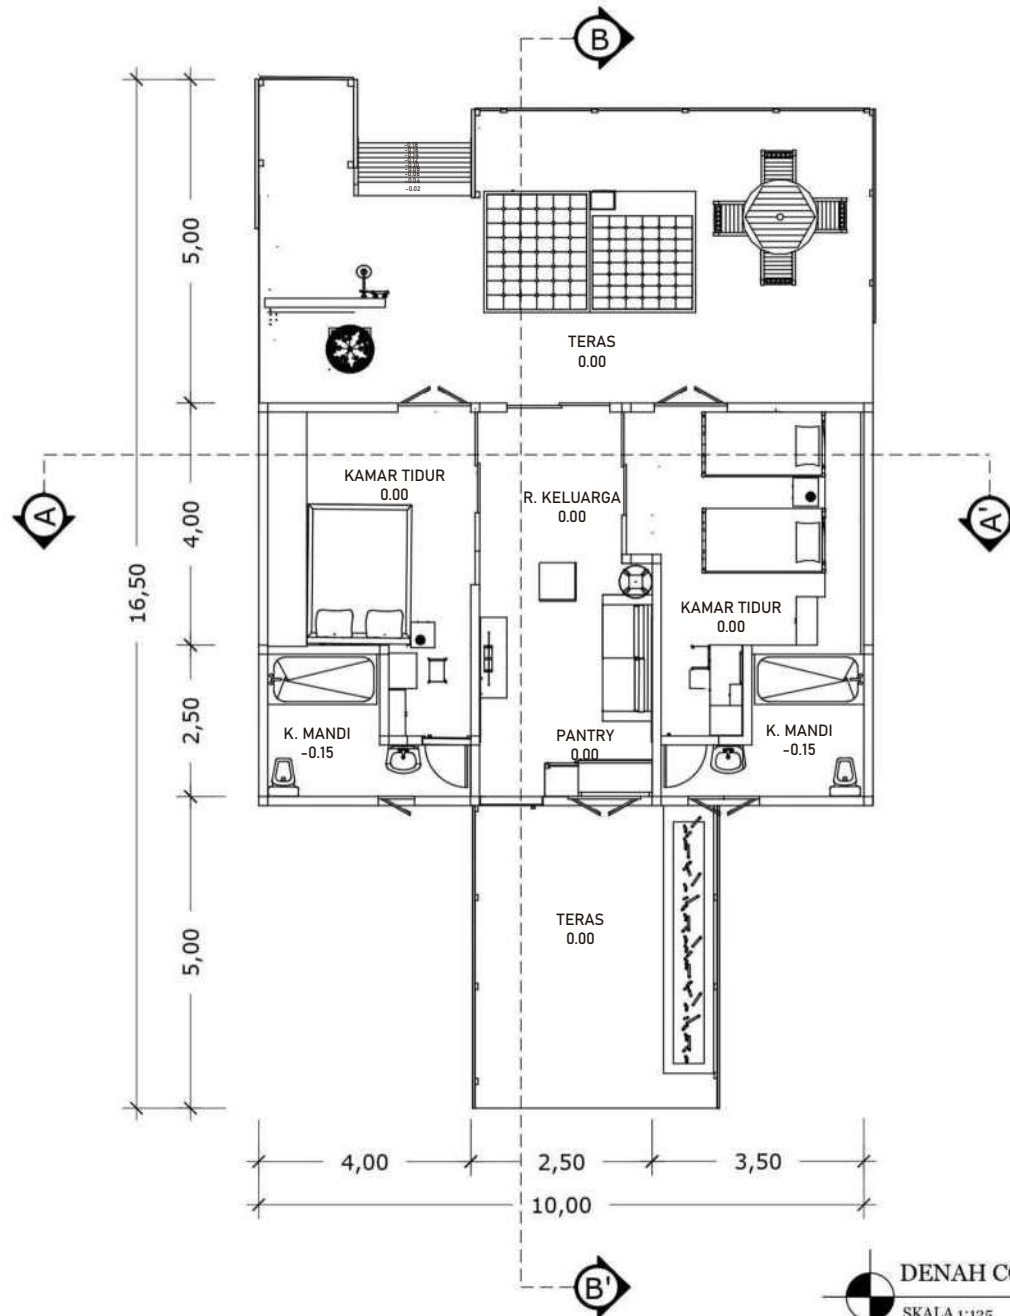 B
-0.02
5,00
TERAS
0.00
KAMAR TIDUR
0.00
R. KELUARGA
0.00
A
A'
4,00
16,50
KAMAR TIDUR
0.00
2,50
K. MANDI
-0.15
PANTRY
0.00
K. MANDI
-0.15
5,00
TERAS
0.00
4,00
2,50
3,50
10,00
B'
DENAH CO
SKALA 1:125